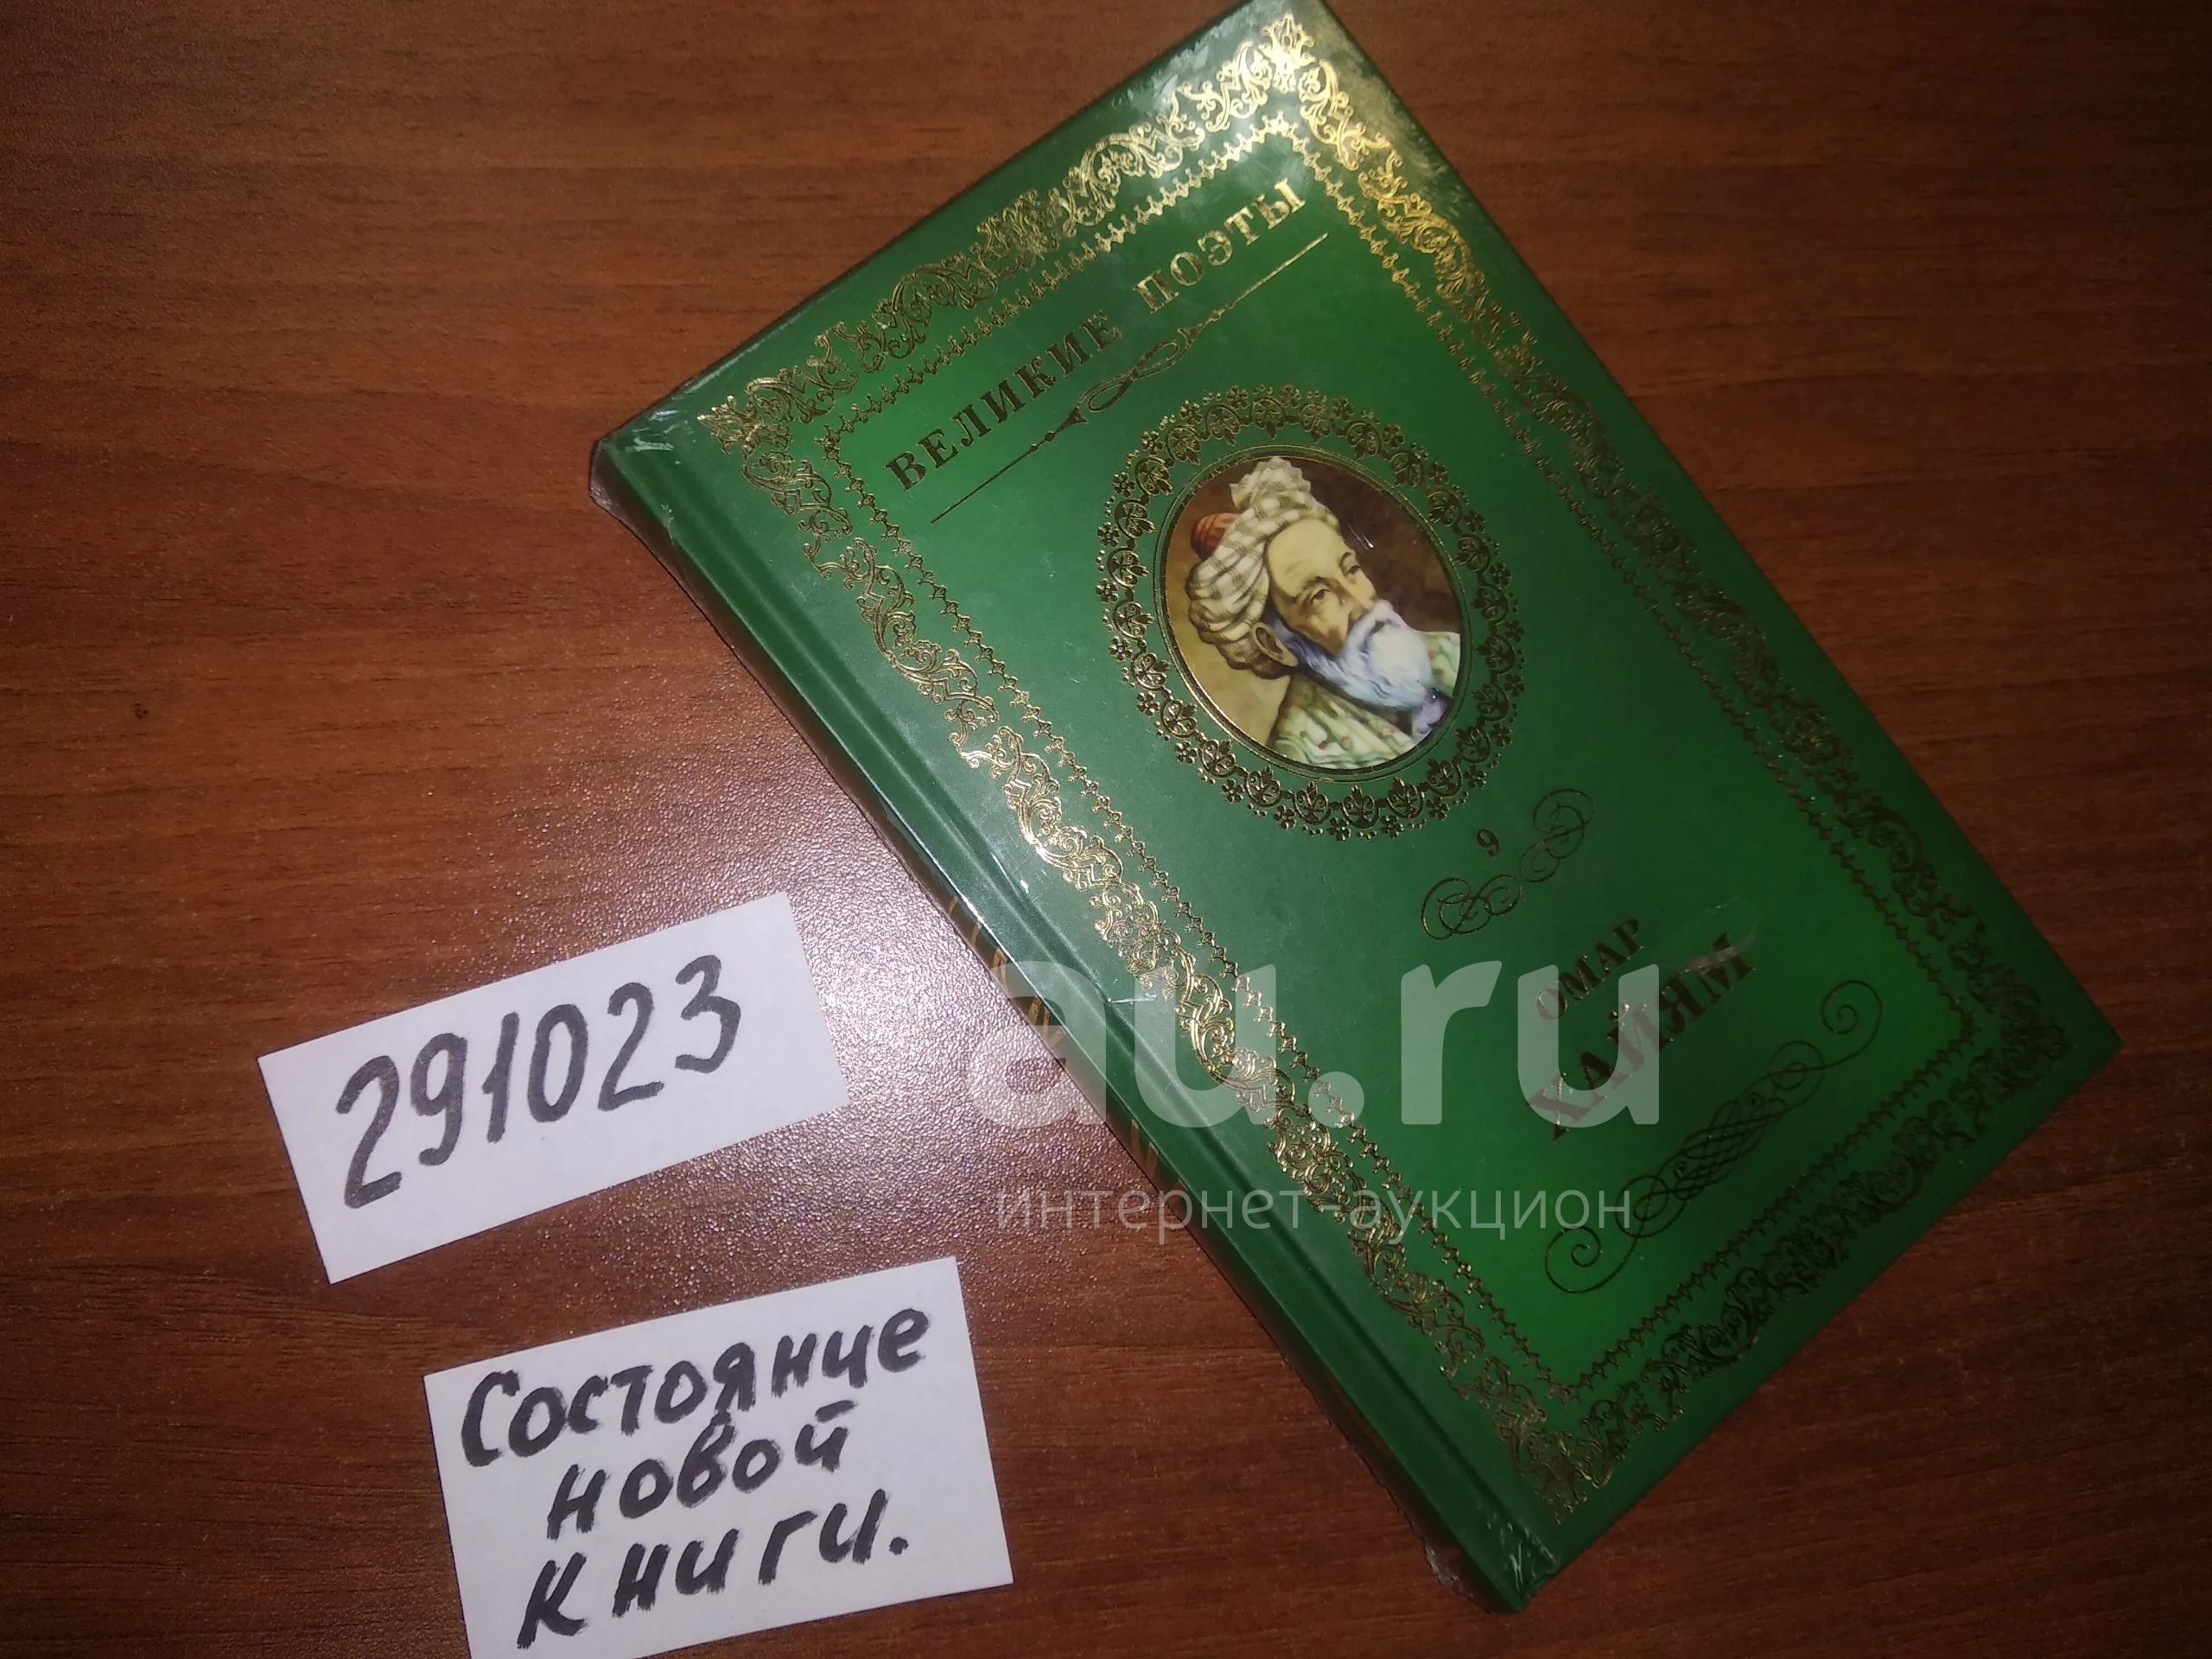 ВЕЛИКИЕ ПОЭТЫ
9
ОМАР
ХАЙЯМ
au.ru
интернет-аукцион
291023
Состояние
новой
книги.